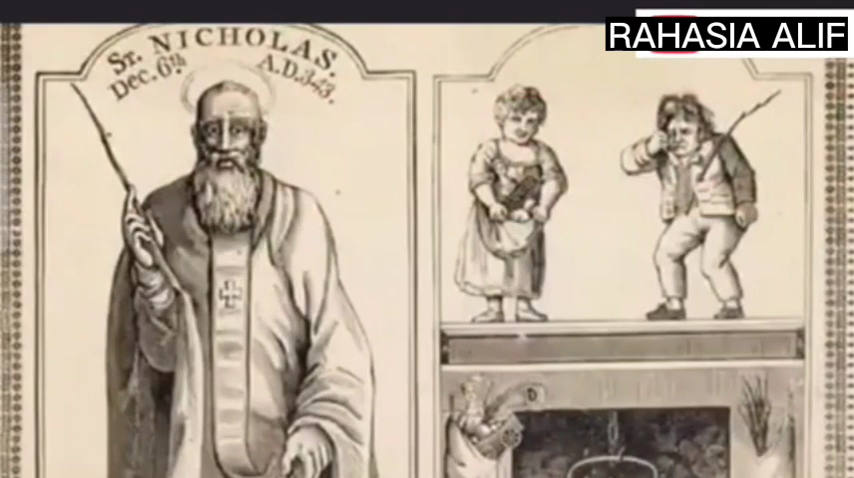 RAHASIA ALIF
St. NICHOLAS.
Dec. 6th A.D. 343.